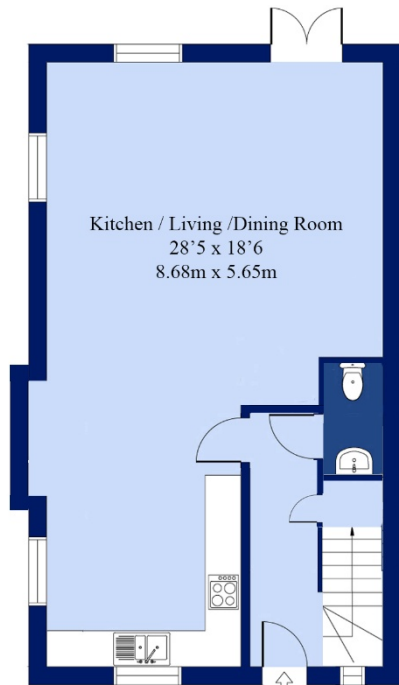 Kitchen / Living /Dining Room
28’5 x 18’6
8.68m x 5.65m